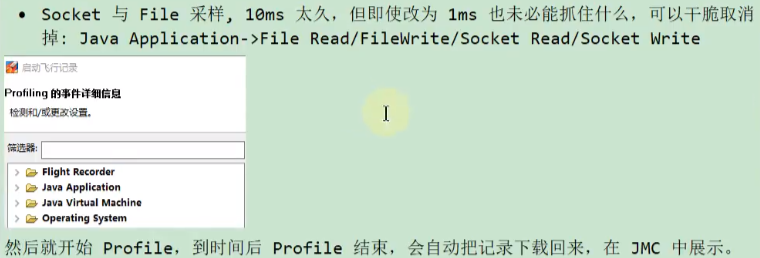 • Socket 与 File 采样, 10ms 太久，但即使改为 1ms 也未必能抓住什么，可以干脆取消
掉: Java Application->File Read/FileWrite/Socket Read/Socket Write
启动飞行记录
Profiling 的事件详细信息
检测和/或更改设置。
筛选器:
Flight Recorder
Java Application
Java Virtual Machine
Operating System
然后就开始 Profile，到时间后 Profile 结束，会自动把记录下载回来，在 JMC 中展示。